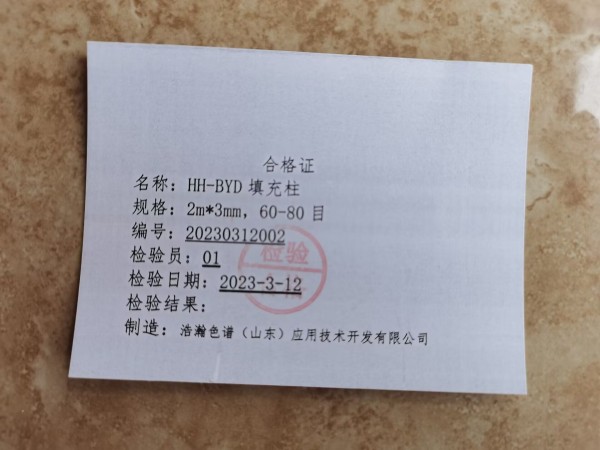 合格证
名称：HH-BYD 填充柱
规格：2m*3mm，60-80 目
编号：20230312002
检验员：01
检验日期：2023-3-12
检验结果：
制造：浩瀚色谱（山东）应用技术开发有限公司
检验